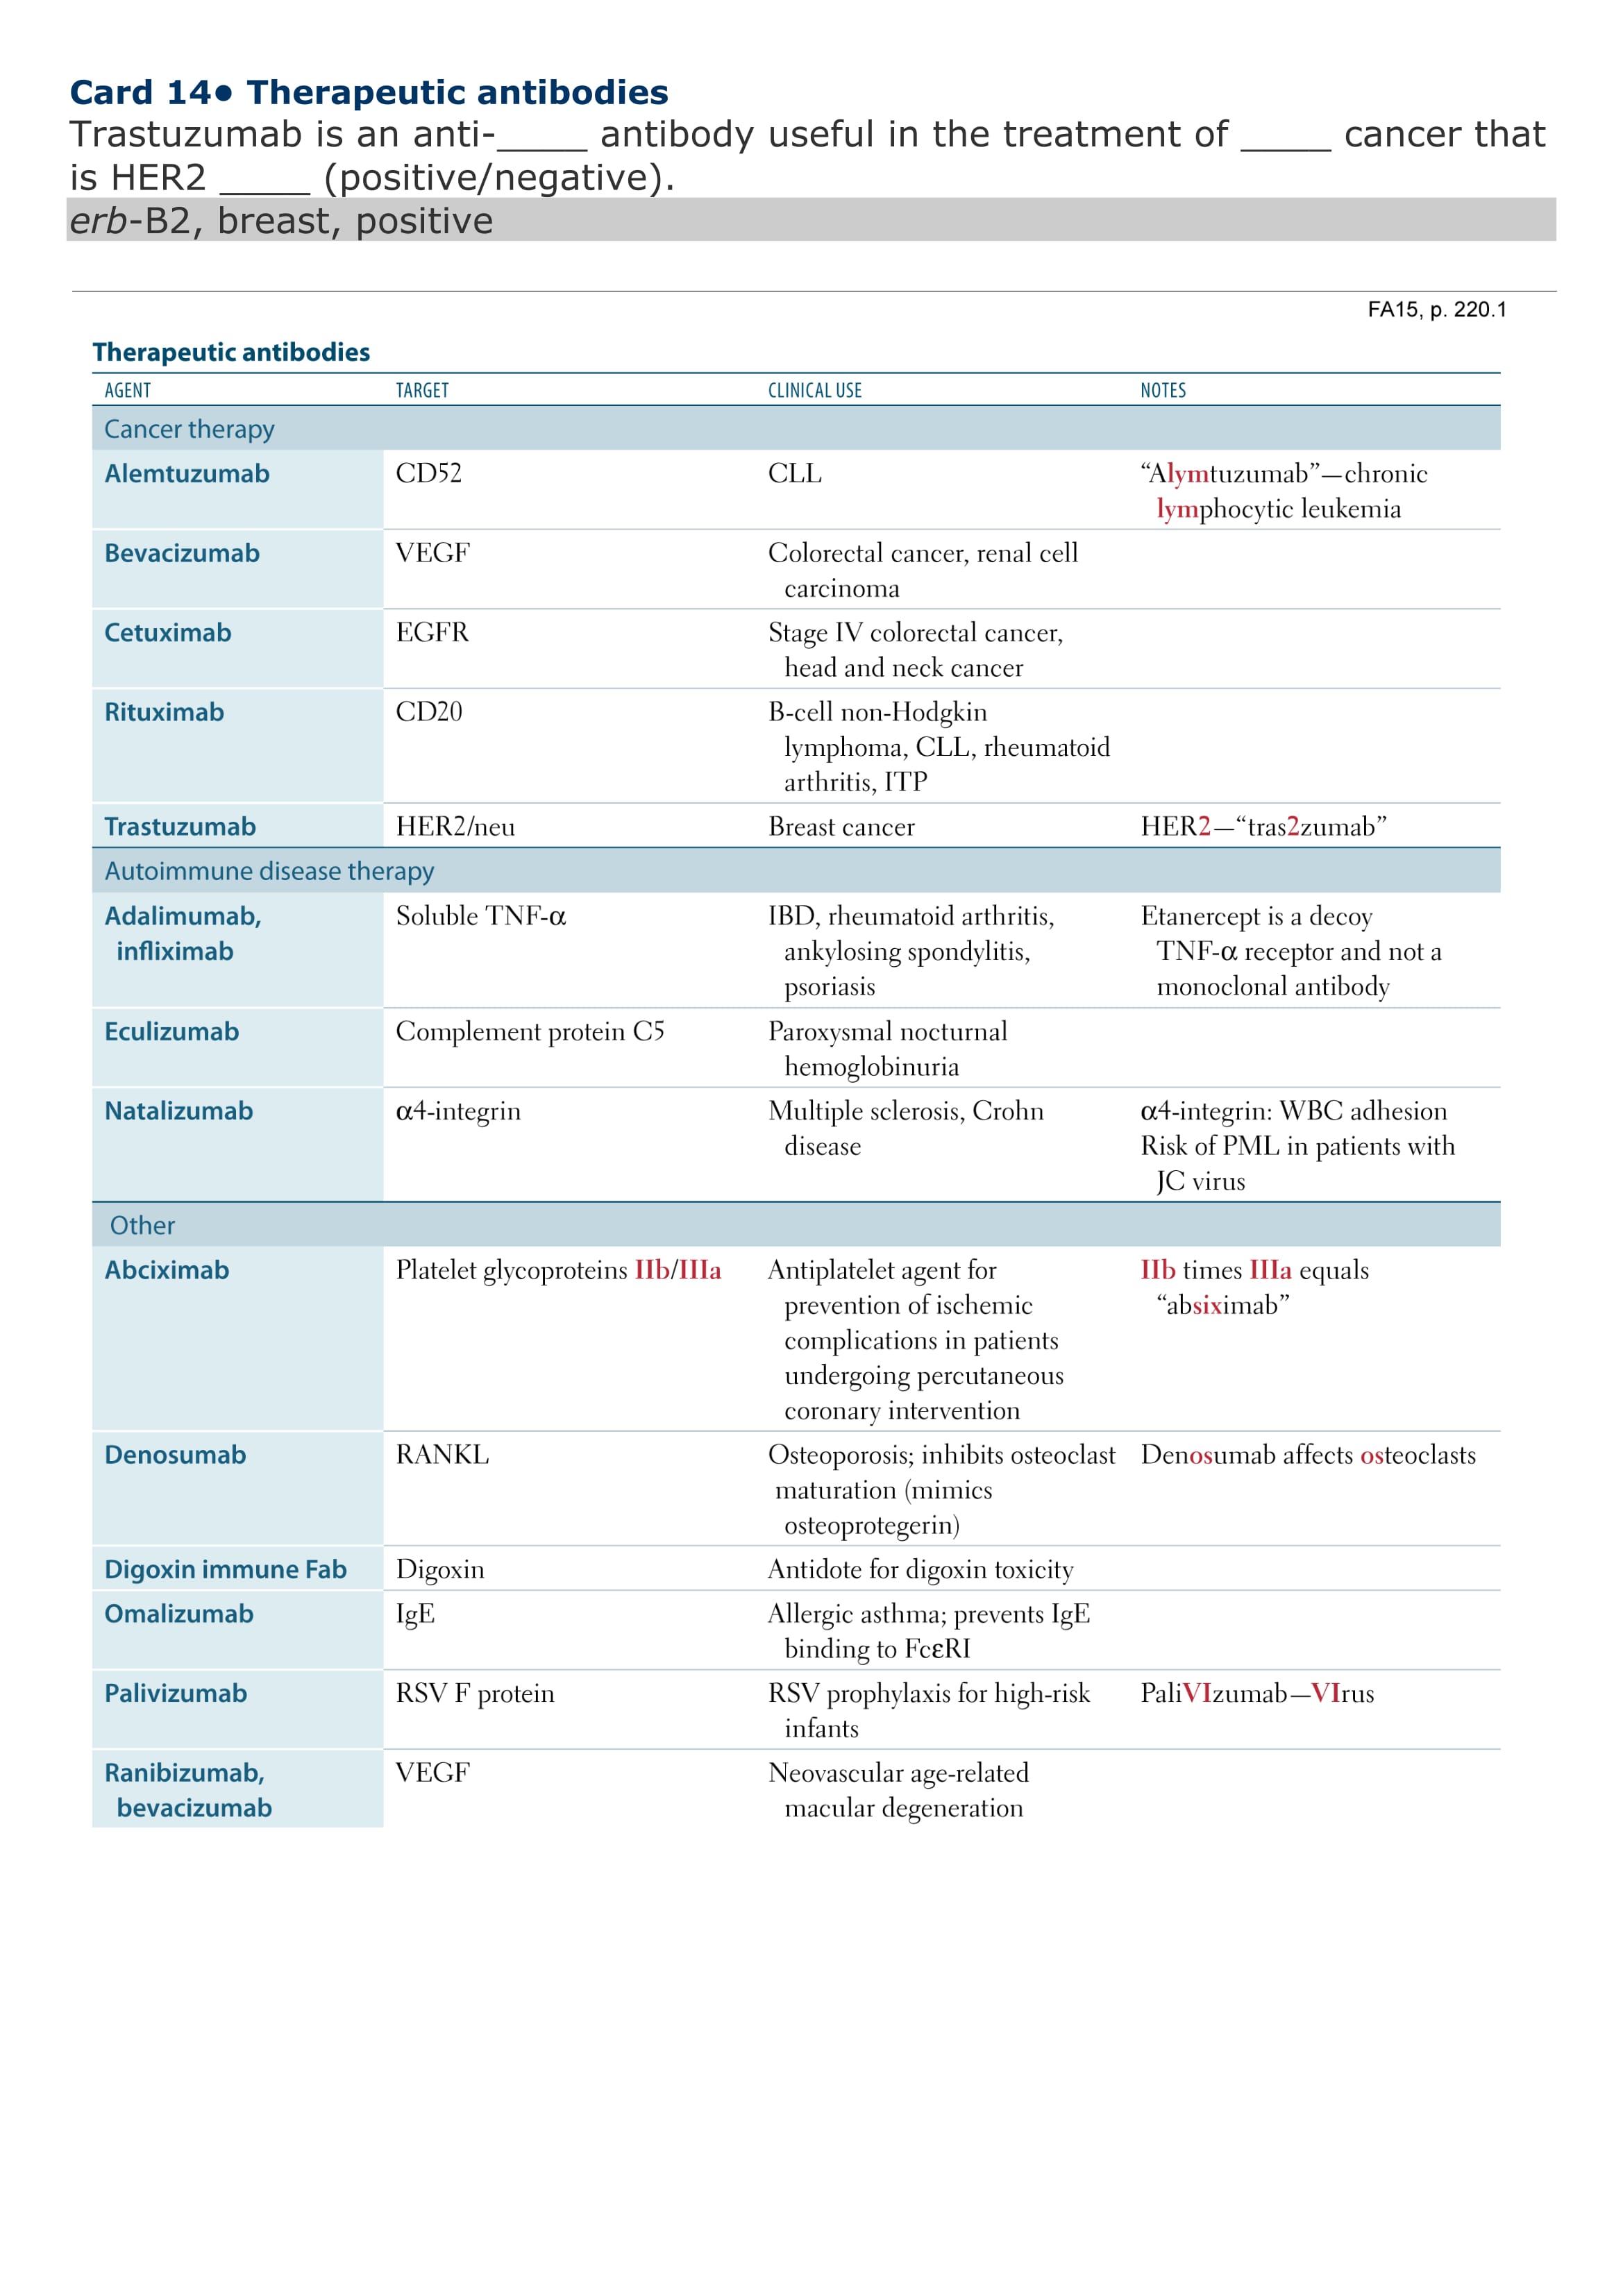 Card 14• Therapeutic antibodies
Trastuzumab is an anti-_____ antibody useful in the treatment of _____ cancer that
is HER2 _____ (positive/negative).
erb-B2, breast, positive
FA15, p. 220.1
Therapeutic antibodies
AGENT TARGET CLINICAL USE NOTES
Cancer therapy
Alemtuzumab CD52 CLL “Alymtuzumab”—chronic
lymphocytic leukemia
Bevacizumab VEGF Colorectal cancer, renal cell
carcinoma
Cetuximab EGFR Stage IV colorectal cancer,
head and neck cancer
Rituximab CD20 B-cell non-Hodgkin
lymphoma, CLL, rheumatoid
arthritis, ITP
Trastuzumab HER2/neu Breast cancer HER2—“tras2zumab”
Autoimmune disease therapy
Adalimumab, Soluble TNF-α IBD, rheumatoid arthritis, Etanercept is a decoy
infliximab ankylosing spondylitis, TNF-α receptor and not a
psoriasis monoclonal antibody
Eculizumab Complement protein C5 Paroxysmal nocturnal
hemoglobinuria
Natalizumab α4-integrin Multiple sclerosis, Crohn α4-integrin: WBC adhesion
disease Risk of PML in patients with
JC virus
Other
Abciximab Platelet glycoproteins IIb/IIIa Antiplatelet agent for IIb times IIIa equals
prevention of ischemic “absiximab”
complications in patients
undergoing percutaneous
coronary intervention
Denosumab RANKL Osteoporosis; inhibits osteoclast Denosumab affects osteoclasts
maturation (mimics
osteoprotegerin)
Digoxin immune Fab Digoxin Antidote for digoxin toxicity
Omalizumab IgE Allergic asthma; prevents IgE
binding to FcεRI
Palivizumab RSV F protein RSV prophylaxis for high-risk PaliVIzumab—VIrus
infants
Ranibizumab, VEGF Neovascular age-related
bevacizumab macular degeneration